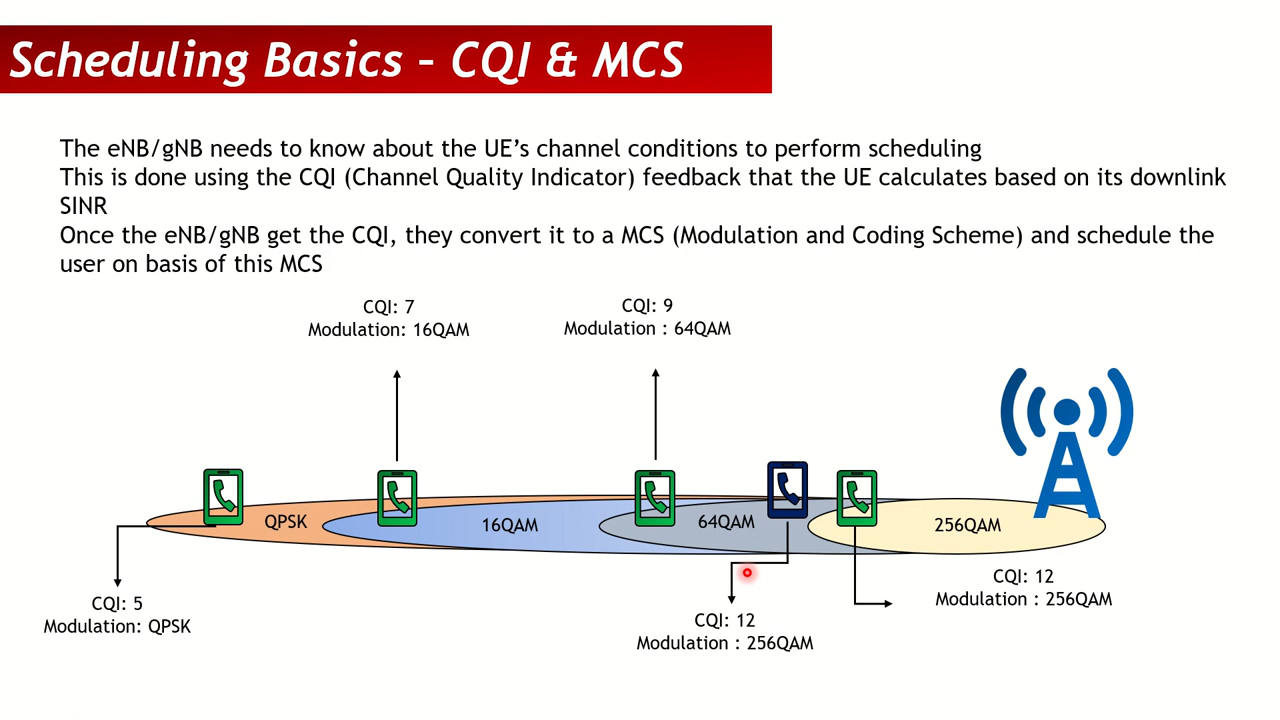 Scheduling Basics – CQI & MCS
The eNB/gNB needs to know about the UE’s channel conditions to perform scheduling
This is done using the CQI (Channel Quality Indicator) feedback that the UE calculates based on its downlink
SINR
Once the eNB/gNB get the CQI, they convert it to a MCS (Modulation and Coding Scheme) and schedule the
user on basis of this MCS
CQI: 7
Modulation: 16QAM
CQI: 9
Modulation : 64QAM
QPSK
16QAM
64QAM
256QAM
CQI: 5
Modulation: QPSK
CQI: 12
Modulation : 256QAM
CQI: 12
Modulation : 256QAM